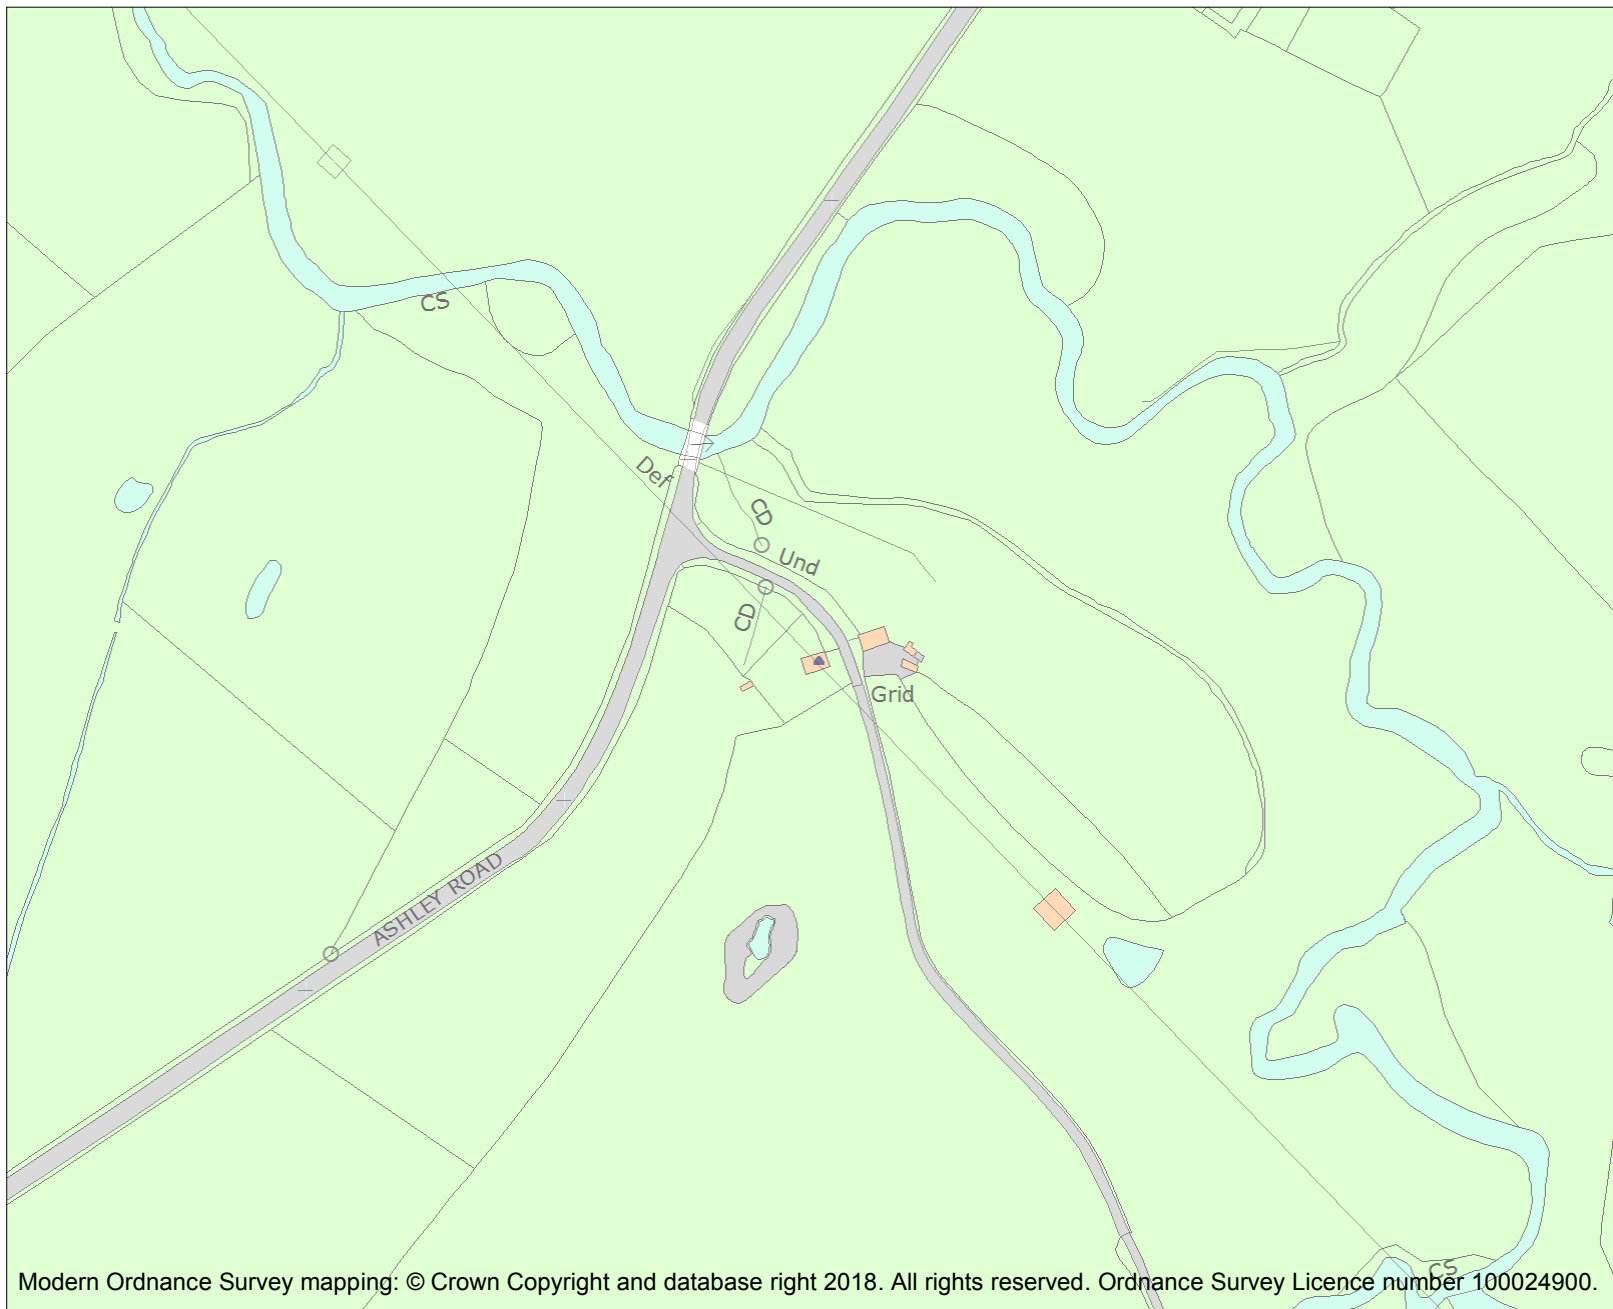 CS
Def
CD
Und
CD
Grid
ASHLEY ROAD
CS
Modern Ordnance Survey mapping: © Crown Copyright and database right 2018. All rights reserved. Ordnance Survey Licence number 100024900.